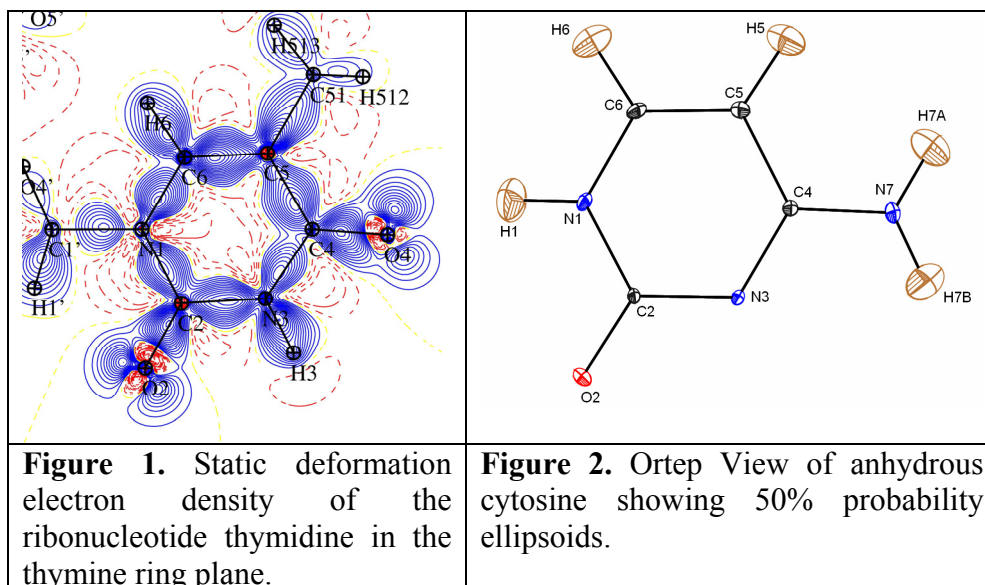 O5'
H513
C51
H512
H6
C6
C5
O4'
C1'
N1
C4
O4
H1'
C2
N3
H3
O2
H6
H5
C6
C5
H7A
C4
N7
H1
N1
H7B
C2
N3
O2
Figure 1. Static deformation
electron density of the
ribonucleotide thymidine in the
thymine ring plane.
Figure 2. Ortep View of anhydrous
cytosine showing 50% probability
ellipsoids.